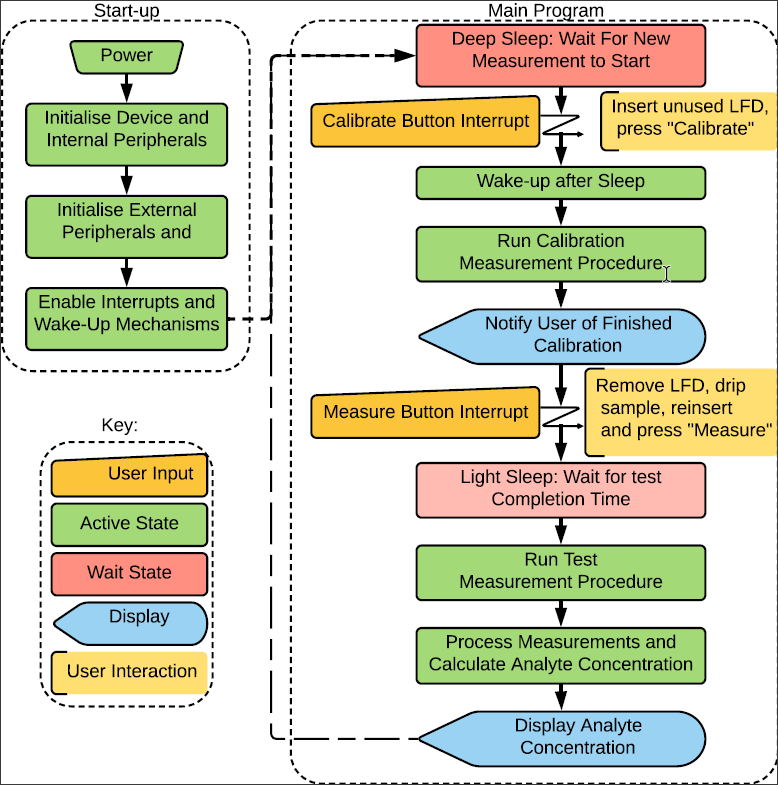 Start-up
Power
Initialise Device and
Internal Peripherals
Initialise External
Peripherals and
Enable Interrupts and
Wake-Up Mechanisms
Key:
User Input
Active State
Wait State
Display
User Interaction
Main Program
Deep Sleep: Wait For New
Measurement to Start
Calibrate Button Interrupt
Insert unused LFD,
press "Calibrate"
Wake-up after Sleep
Run Calibration
Measurement Procedure
Notify User of Finished
Calibration
Measure Button Interrupt
Remove LFD, drip
sample, reinsert
and press "Measure"
Light Sleep: Wait for test
Completion Time
Run Test
Measurement Procedure
Process Measurements and
Calculate Analyte Concentration
Display Analyte
Concentration